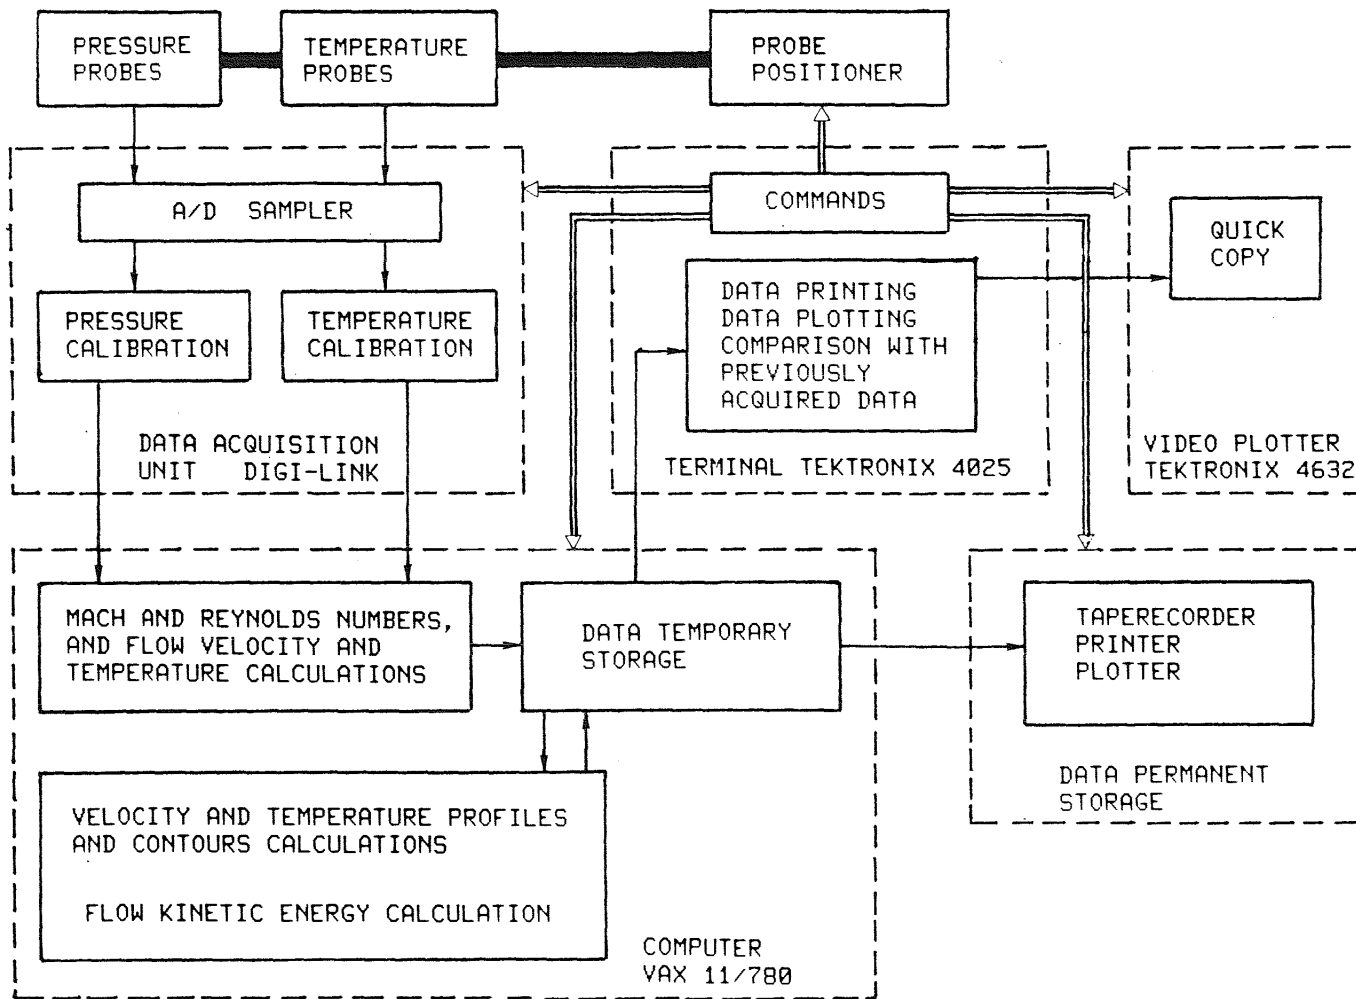 PRESSURE
PROBES
TEMPERATURE
PROBES
PROBE
POSITIONER
A/D SAMPLER
COMMANDS
QUICK
COPY
PRESSURE
CALIBRATION
TEMPERATURE
CALIBRATION
DATA PRINTING
DATA PLOTTING
COMPARISON WITH
PREVIOUSLY
ACQUIRED DATA
DATA ACQUISITION
UNIT DIGI-LINK
TERMINAL TEKTRONIX 4025
VIDEO PLOTTER
TEKTRONIX 4632
MACH AND REYNOLDS NUMBERS,
AND FLOW VELOCITY AND
TEMPERATURE CALCULATIONS
DATA TEMPORARY
STORAGE
TAPERECORDER
PRINTER
PLOTTER
DATA PERMANENT
STORAGE
VELOCITY AND TEMPERATURE PROFILES
AND CONTOURS CALCULATIONS
FLOW KINETIC ENERGY CALCULATION
COMPUTER
VAX 11/780